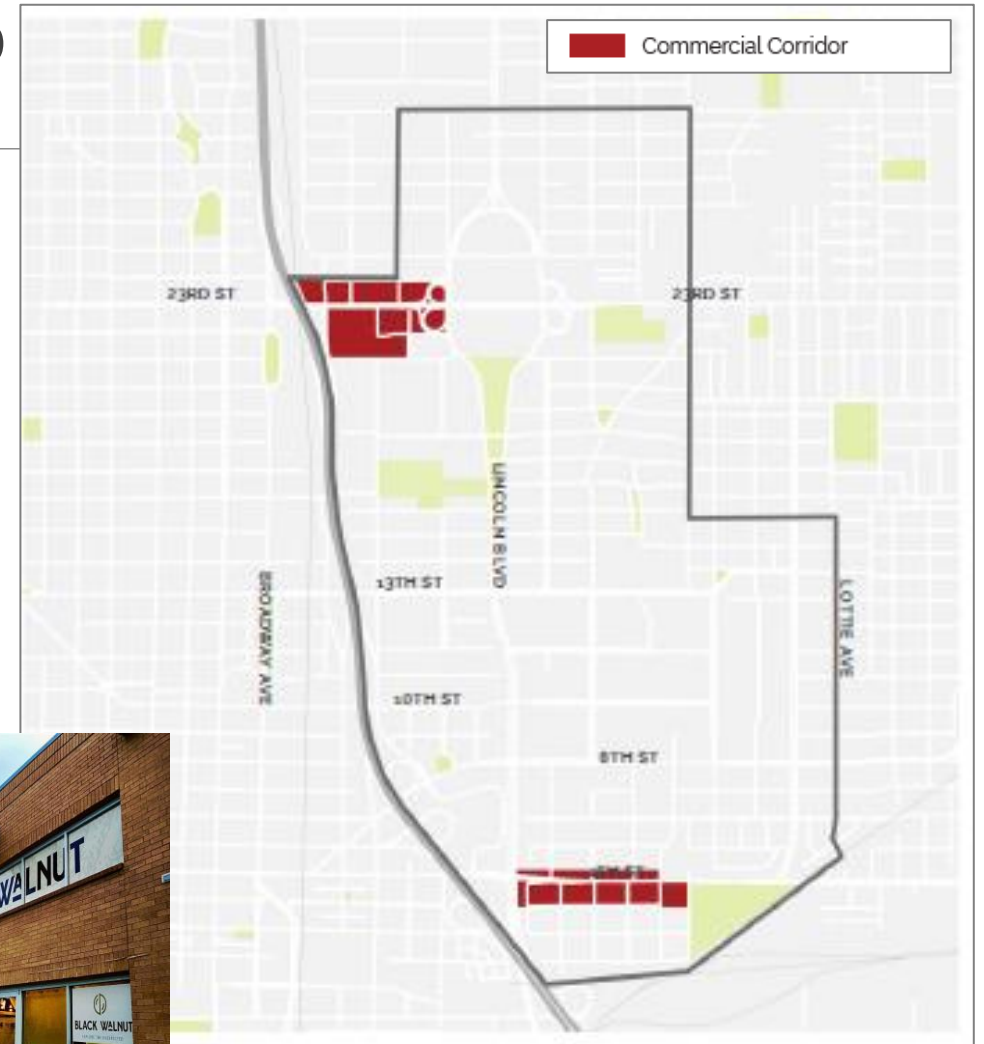 )
Commercial Corridor
23RD ST
23RD ST
LINCOLN BLVD
13TH ST
BROADWAY AVE
LOTTIE AVE
10TH ST
8TH ST
WALNUT
BLACK WALNUT